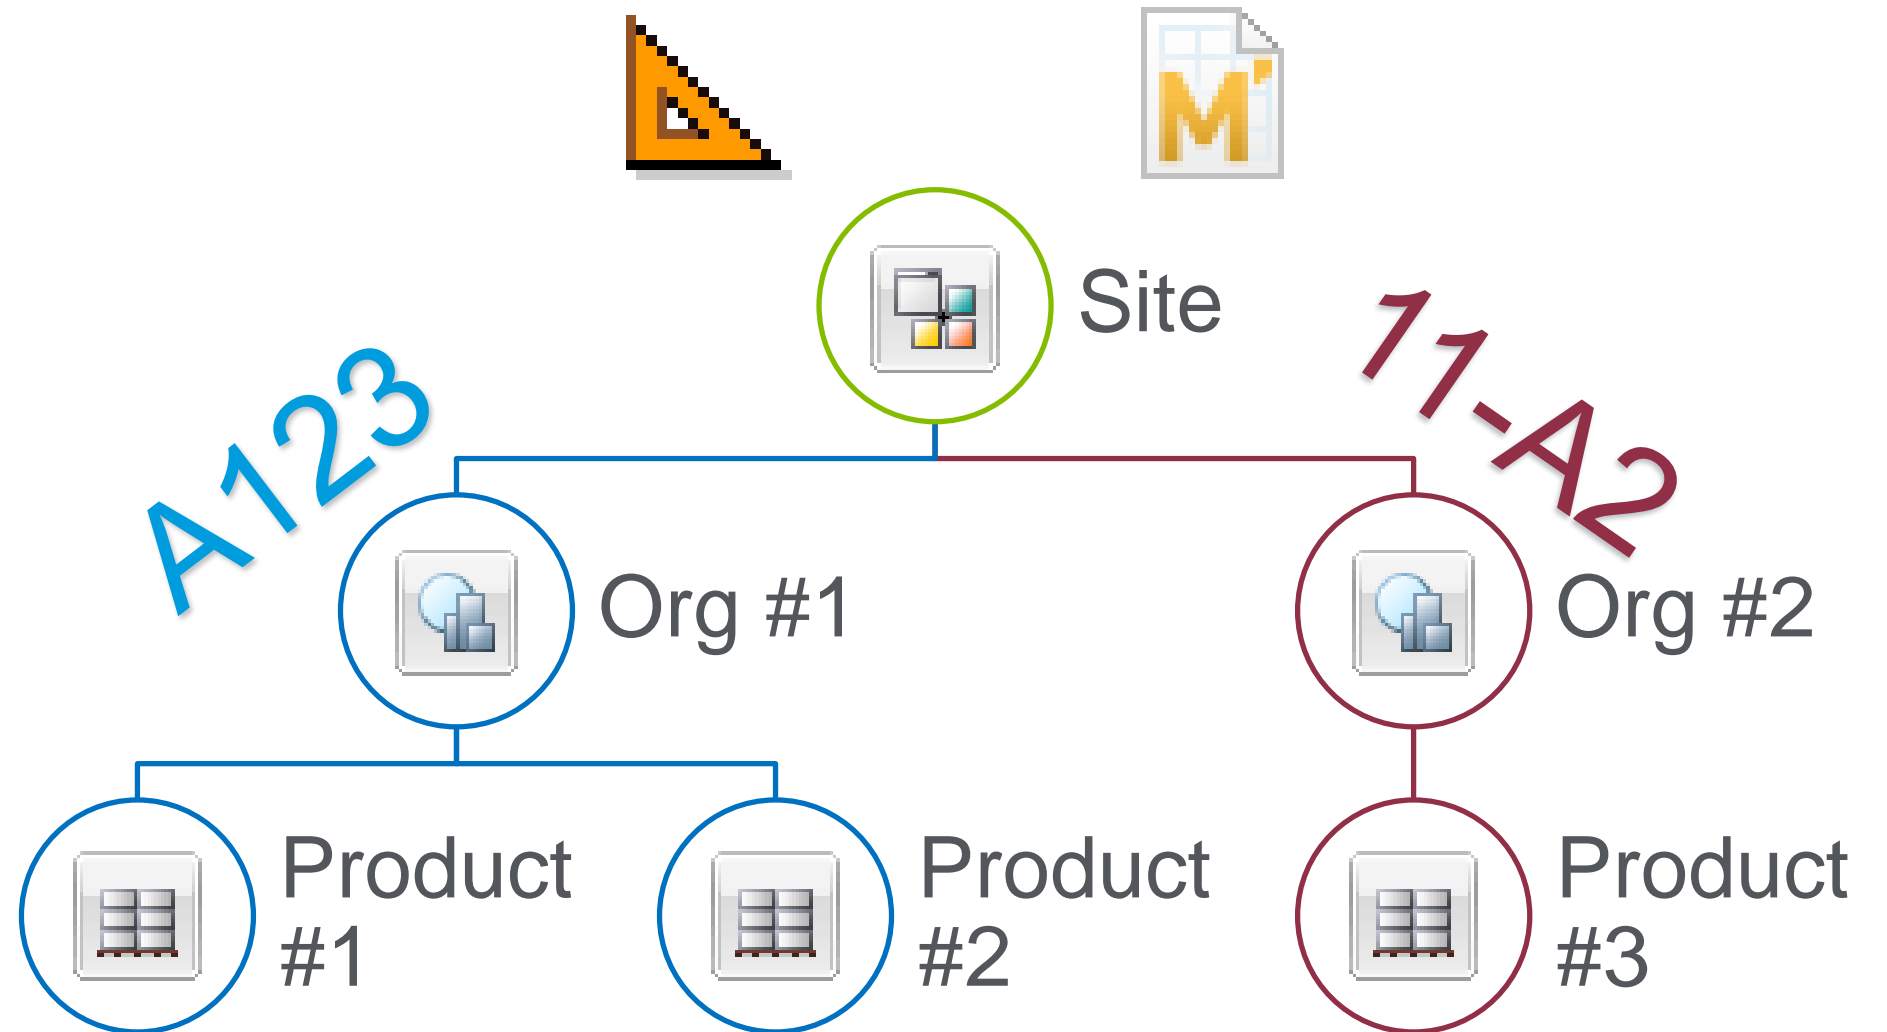 M
Site
A123
11-A2
Org #1
Org #2
Product
#1
Product
#2
Product
#3